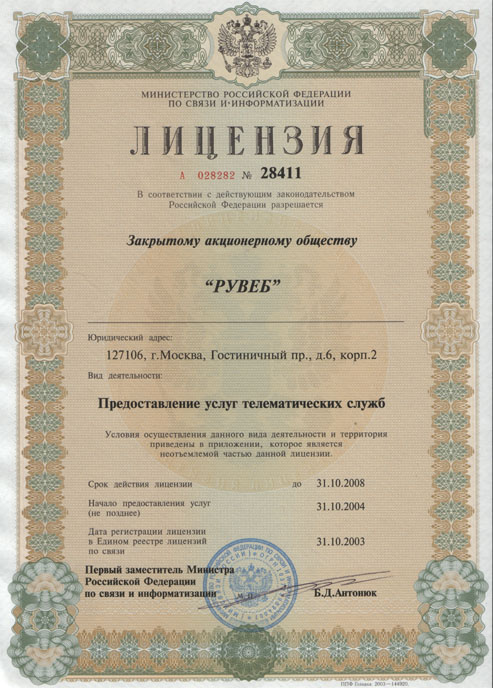 МИНИСТЕРСТВО РОССИЙСКОЙ ФЕДЕРАЦИИ
ПО СВЯЗИ И ИНФОРМАТИЗАЦИИ
ЛИЦЕНЗИЯ
А 028282 № 28411
В соответствии с действующим законодательством
Российской Федерации разрешается
Закрытому акционерному обществу
“РУВЕБ”
Юридический адрес:
127106, г.Москва, Гостиничный пр., д.6, корп.2
Вид деятельности:
Предоставление услуг телематических служб
Условия осуществления данного вида деятельности и территория
приведены в приложении, которое является
неотъемлемой частью данной лицензии.
Срок действия лицензии до 31.10.2008
Начало предоставления услуг 31.10.2004
(не позднее)
Дата регистрации лицензии
в Едином реестре лицензий 31.10.2003
по связи
Первый заместитель Министра
Российской Федерации
по связи и информатизации Б.Д.Антонюк